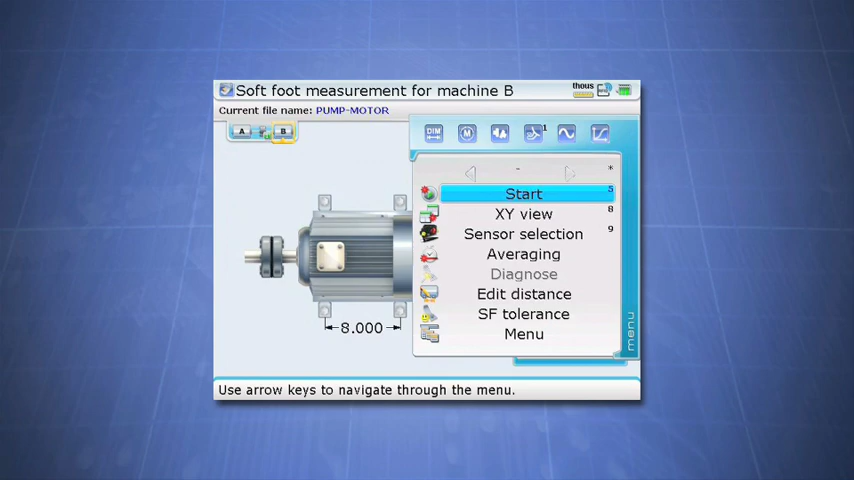 Soft foot measurement for machine B
thous
Current file name: PUMP-MOTOR
A B
DIM M 1
- *
Start 5
XY view 8
Sensor selection 9
Averaging
Diagnose
Edit distance
SF tolerance
Menu
menu
8.000
Use arrow keys to navigate through the menu.